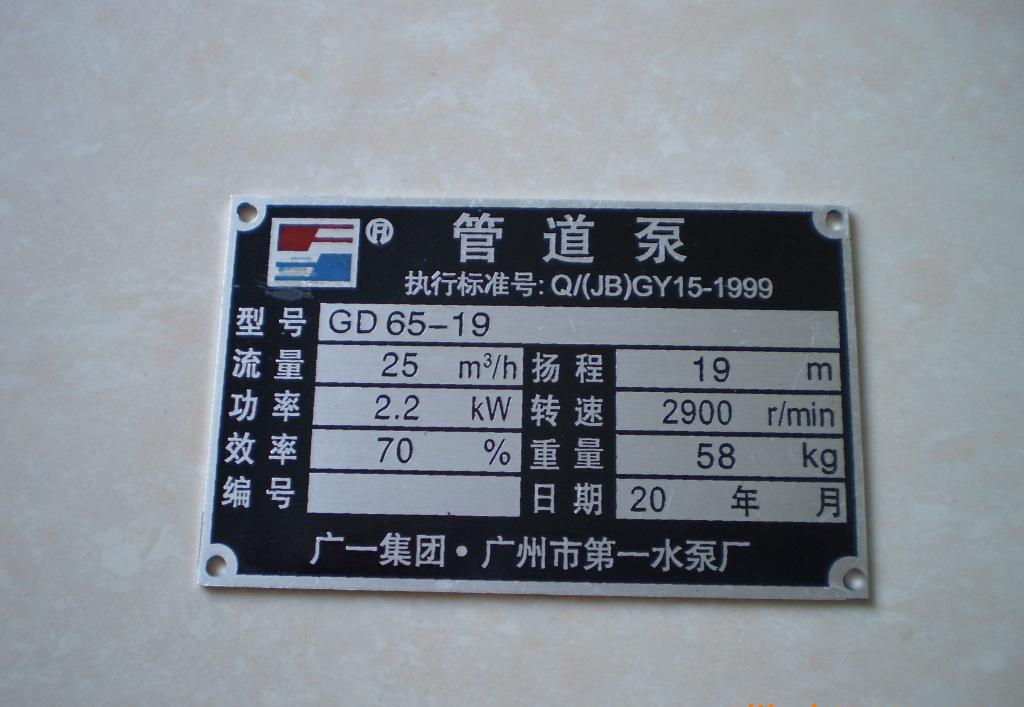 ® 管道泵
执行标准号: Q/(JB)GY15-1999
型号 GD 65-19
流量 25 m³/h 扬程 19 m
功率 2.2 kW 转速 2900 r/min
效率 70 % 重量 58 kg
编号 日期 20 年 月
广一集团·广州市第一水泵厂